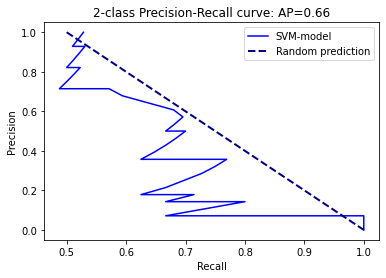 2-class Precision-Recall curve: AP=0.66
SVM-model
Random prediction
Precision
1.0
0.8
0.6
0.4
0.2
0.0
0.5 0.6 0.7 0.8 0.9 1.0
Recall